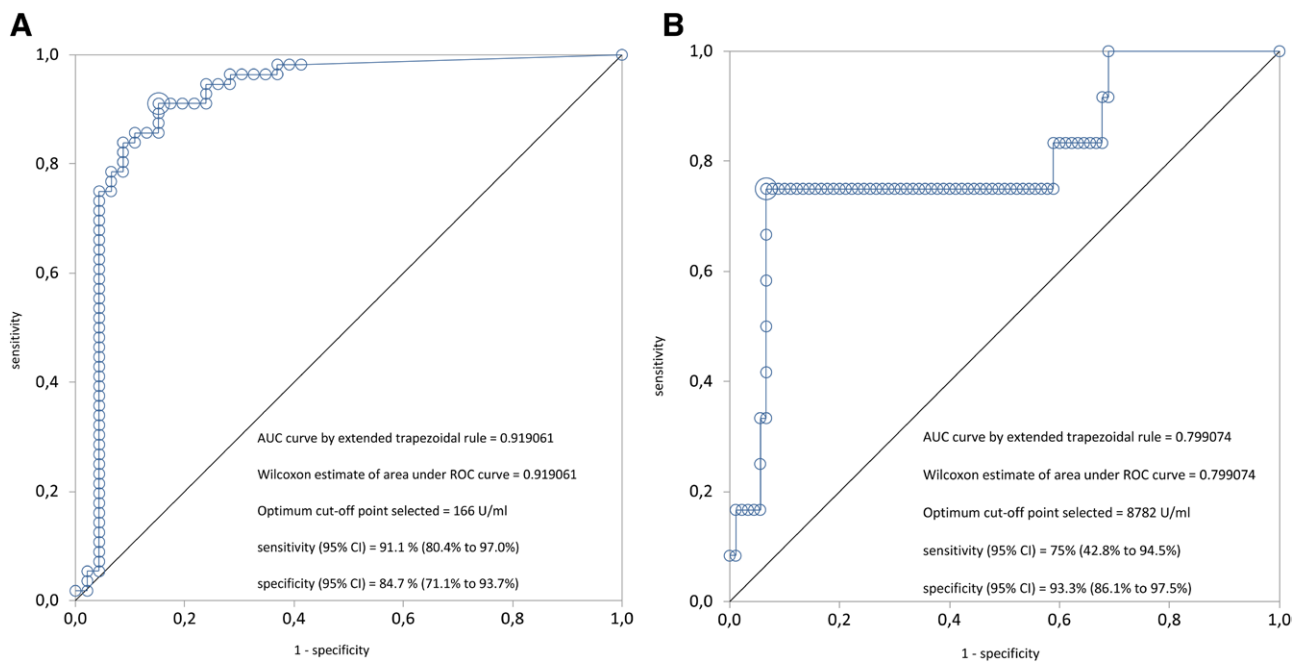 A
1,0
0,8
0,6
0,4
0,2
0,0
sensitivity
AUC curve by extended trapezoidal rule = 0.919061
Wilcoxon estimate of area under ROC curve = 0.919061
Optimum cut-off point selected = 166 U/ml
sensitivity (95% CI) = 91.1 % (80.4% to 97.0%)
specificity (95% CI) = 84.7 % (71.1% to 93.7%)
0,0 0,2 0,4 0,6 0,8 1,0
1 - specificity
B
1,0
0,8
0,6
0,4
0,2
0,0
sensitivity
AUC curve by extended trapezoidal rule = 0.799074
Wilcoxon estimate of area under ROC curve = 0.799074
Optimum cut-off point selected = 8782 U/ml
sensitivity (95% CI) = 75% (42.8% to 94.5%)
specificity (95% CI) = 93.3% (86.1% to 97.5%)
0,0 0,2 0,4 0,6 0,8 1,0
1 - specificity